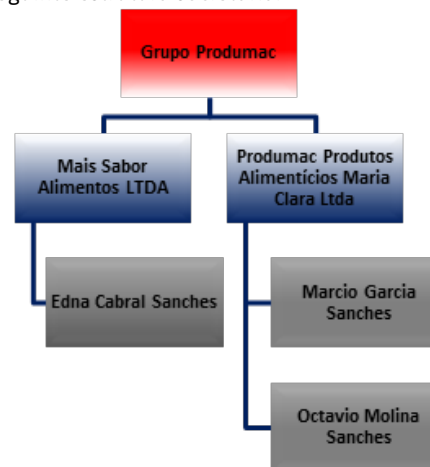 Grupo Produmac
Mais Sabor
Alimentos LTDA
Produmac Produtos
Alimentícios Maria
Clara Ltda
Edna Cabral Sanches
Marcio Garcia
Sanches
Octavio Molina
Sanches